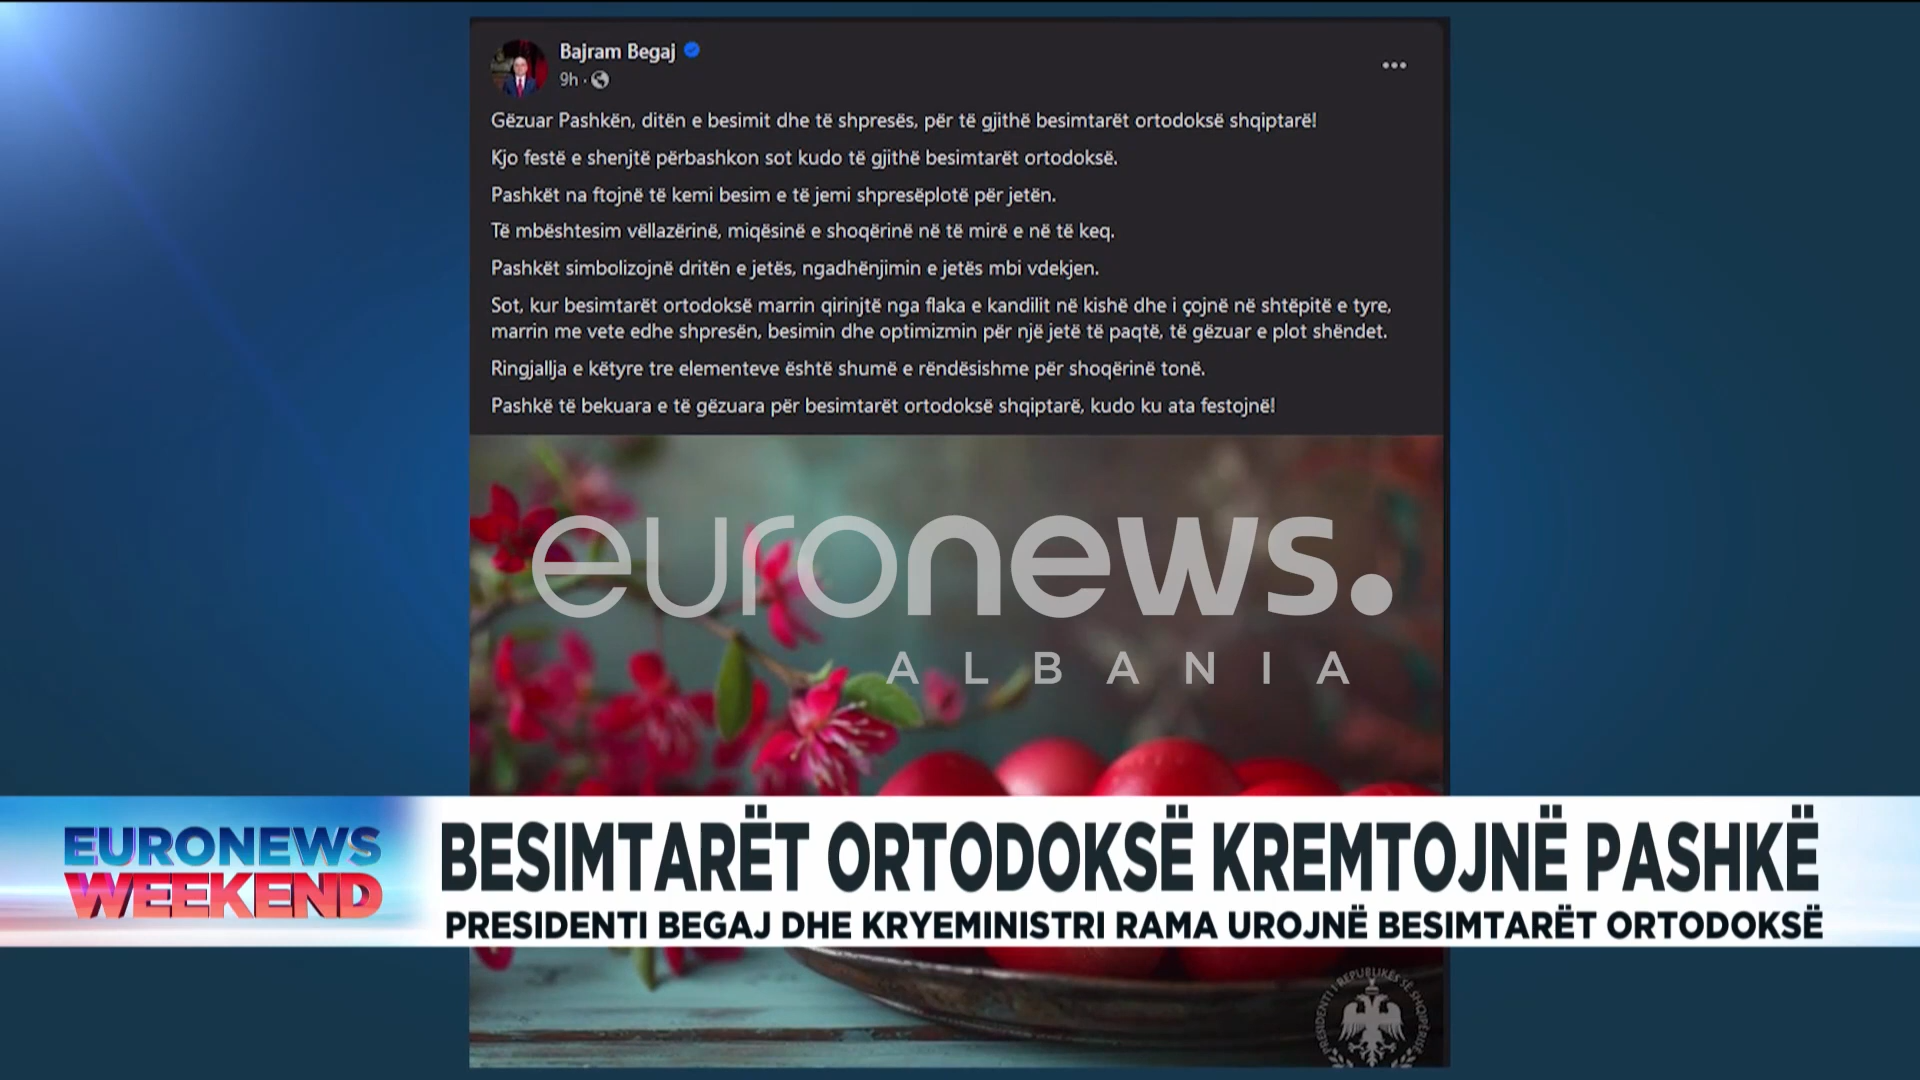 Bajram Begaj
9h ·
Gëzuar Pashkën, ditën e besimit dhe të shpresës, për të gjithë besimtarët ortodoksë shqiptarë!
Kjo festë e shenjtë përbashkon sot kudo të gjithë besimtarët ortodoksë.
Pashkët na ftojnë të kemi besim e të jemi shpresëplotë për jetën.
Të mbështesim vëllazërinë, miqësinë e shoqërinë në të mirë e në të keq.
Pashkët simbolizojnë dritën e jetës, ngadhënjimin e jetës mbi vdekjen.
Sot, kur besimtarët ortodoksë marrin qirinjtë nga flaka e kandilit në kishë dhe i çojnë në shtëpitë e tyre,
marrin me vete edhe shpresën, besimin dhe optimizmin për një jetë të paqtë, të gëzuar e plot shëndet.
Ringjallja e këtyre tre elementeve është shumë e rëndësishme për shoqërinë tonë.
Pashkë të bekuara e të gëzuara për besimtarët ortodoksë shqiptarë, kudo ku ata festojnë!
euronews.
ALBANIA
EURONEWS
WEEKEND
BESIMTARËT ORTODOKSË KREMTOJNË PASHKË
PRESIDENTI BEGAJ DHE KRYEMINISTRI RAMA UROJNË BESIMTARËT ORTODOKSË
PRESIDENTI I REPUBLIKËS SË SHQIPËRISË